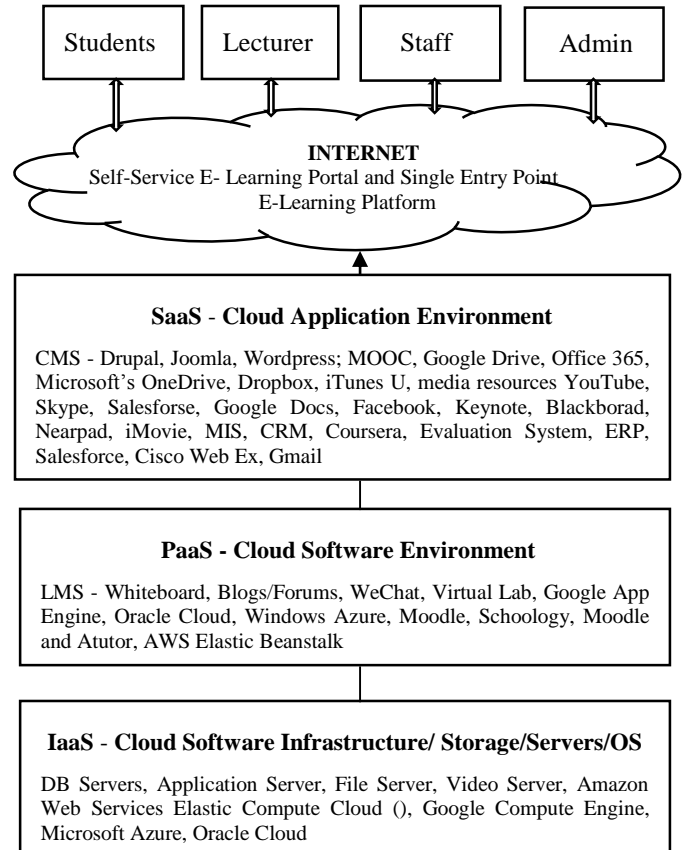 Students Lecturer Staff Admin
INTERNET
Self-Service E- Learning Portal and Single Entry Point
E-Learning Platform
SaaS - Cloud Application Environment
CMS - Drupal, Joomla, Wordpress; MOOC, Google Drive, Office 365,
Microsoft's OneDrive, Dropbox, iTunes U, media resources YouTube,
Skype, Salesforse, Google Docs, Facebook, Keynote, Blackborad,
Nearpad, iMovie, MIS, CRM, Coursera, Evaluation System, ERP,
Salesforce, Cisco Web Ex, Gmail
PaaS - Cloud Software Environment
LMS - Whiteboard, Blogs/Forums, WeChat, Virtual Lab, Google App
Engine, Oracle Cloud, Windows Azure, Moodle, Schoology, Moodle
and Atutor, AWS Elastic Beanstalk
IaaS - Cloud Software Infrastructure/ Storage/Servers/OS
DB Servers, Application Server, File Server, Video Server, Amazon
Web Services Elastic Compute Cloud (), Google Compute Engine,
Microsoft Azure, Oracle Cloud